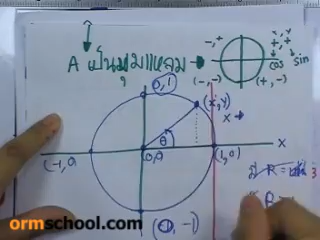 A เป็นมุมแหลม
-, +
x, y
+, +
cos sin
(-, -)
(+, -)
0, 1
(x, y)
x →
θ
(-1, 0
0,0
(1, 0)
x
(0, -1)
R =
3
R
ormschool.com